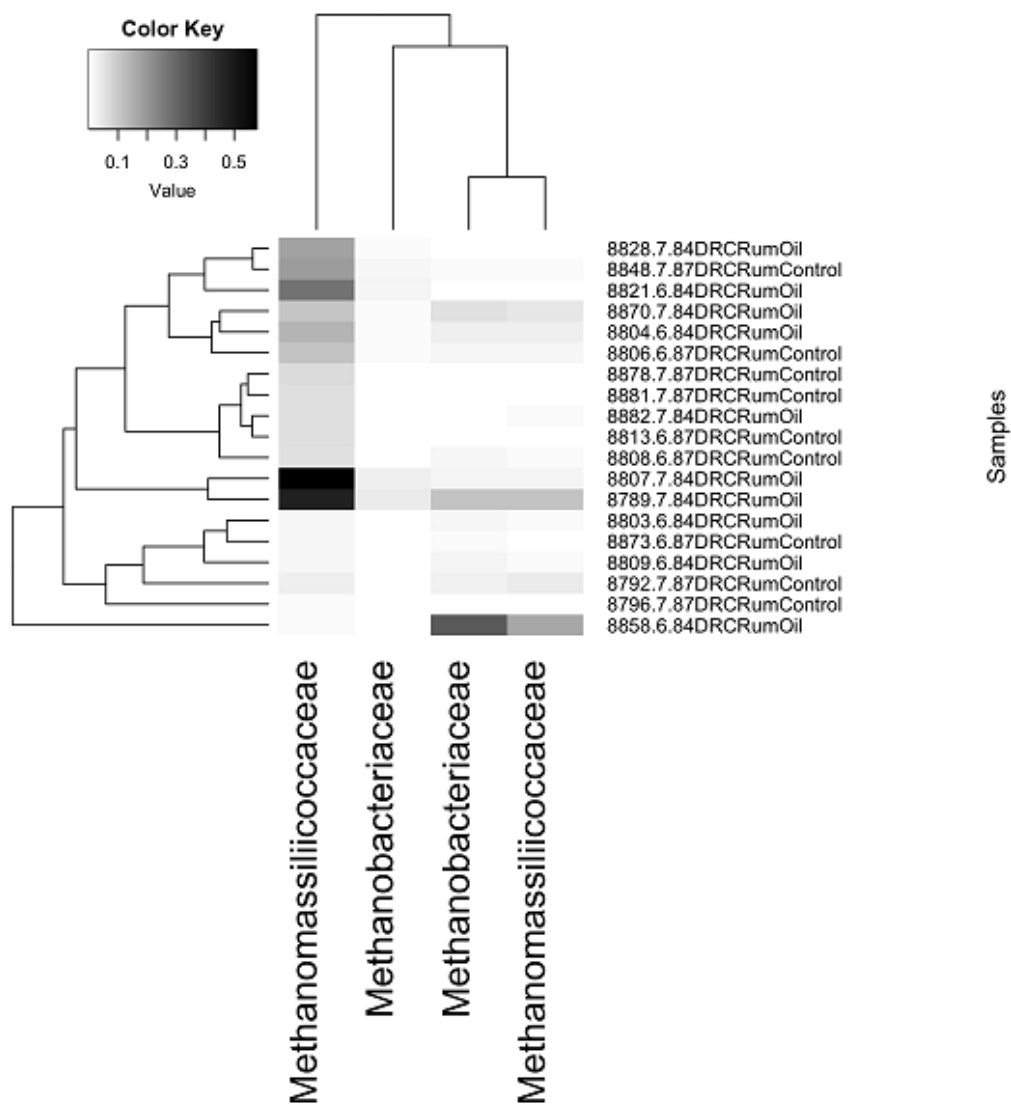 Color Key
0.1 0.3 0.5
Value
8828.7.84DRCRumOil
8848.7.87DRCRumControl
8821.6.84DRCRumOil
8870.7.84DRCRumOil
8804.6.84DRCRumOil
8806.6.87DRCRumControl
8878.7.87DRCRumControl
8881.7.87DRCRumControl
8882.7.84DRCRumOil
8813.6.87DRCRumControl
8808.6.87DRCRumControl
8807.7.84DRCRumOil
8789.7.84DRCRumOil
8803.6.84DRCRumOil
8873.6.87DRCRumControl
8809.6.84DRCRumOil
8792.7.87DRCRumControl
8796.7.87DRCRumControl
8858.6.84DRCRumOil
Samples
Methanomassiliicoccaceae
Methanobacteriaceae
Methanobacteriaceae
Methanomassiliicoccaceae